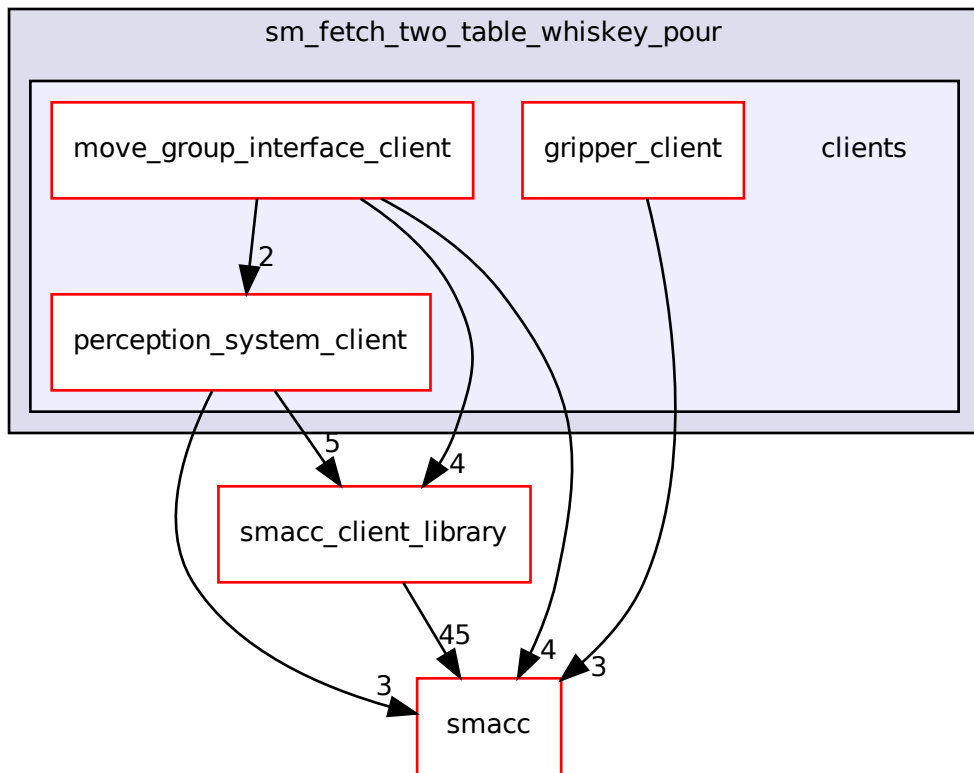 sm_fetch_two_table_whiskey_pour
move_group_interface_client
gripper_client
clients
2
perception_system_client
5
4
smacc_client_library
45
4
3
3
smacc